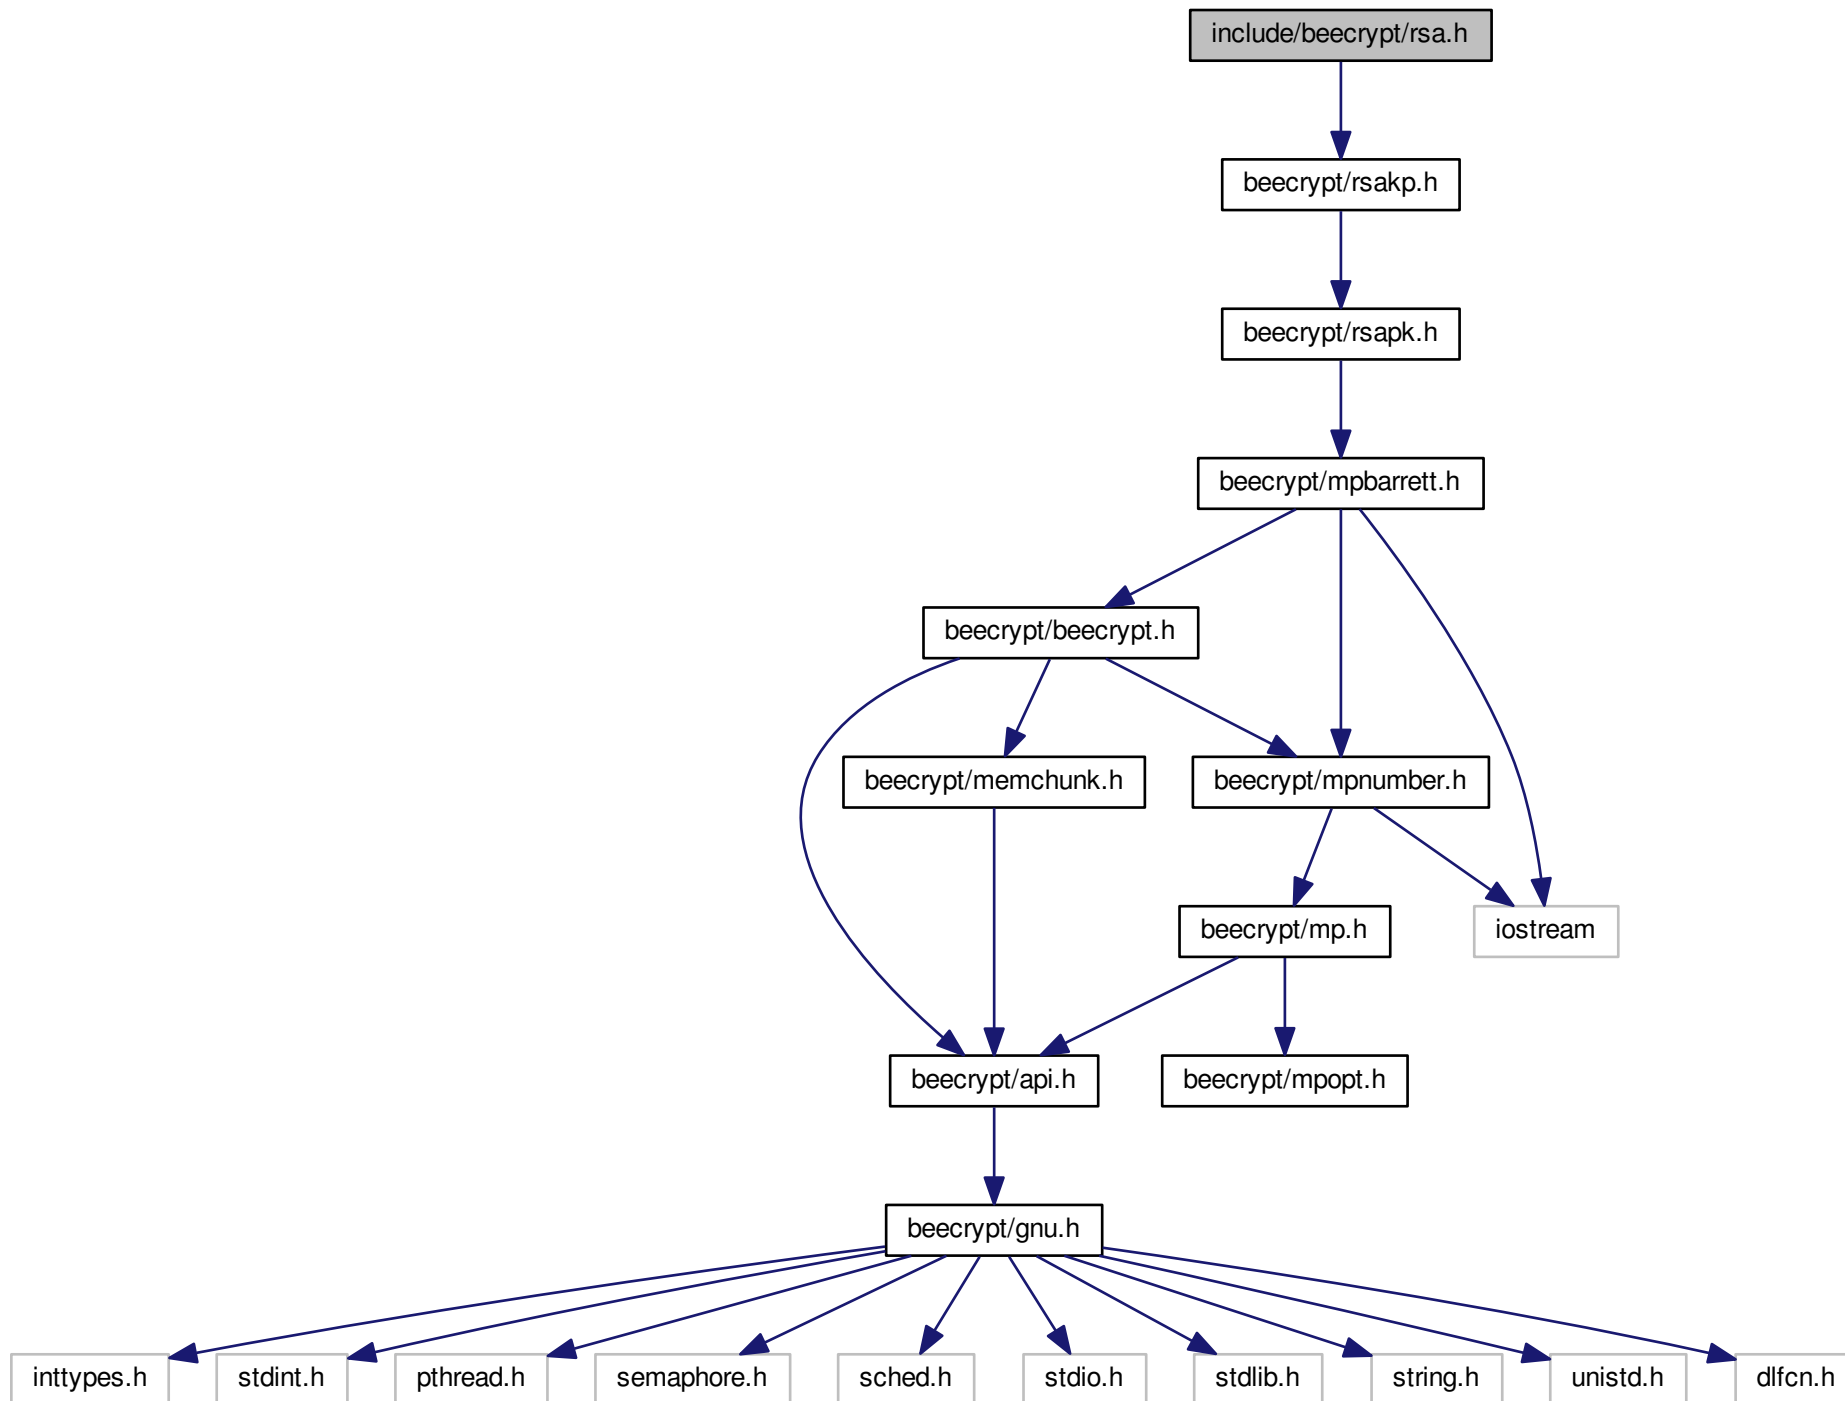 include/beecrypt/rsa.h
beecrypt/rsakp.h
beecrypt/rsapk.h
beecrypt/mpbarrett.h
beecrypt/beecrypt.h
beecrypt/memchunk.h
beecrypt/mpnumber.h
beecrypt/mp.h
iostream
beecrypt/api.h
beecrypt/mpopt.h
beecrypt/gnu.h
inttypes.h
stdint.h
pthread.h
semaphore.h
sched.h
stdio.h
stdlib.h
string.h
unistd.h
dlfcn.h